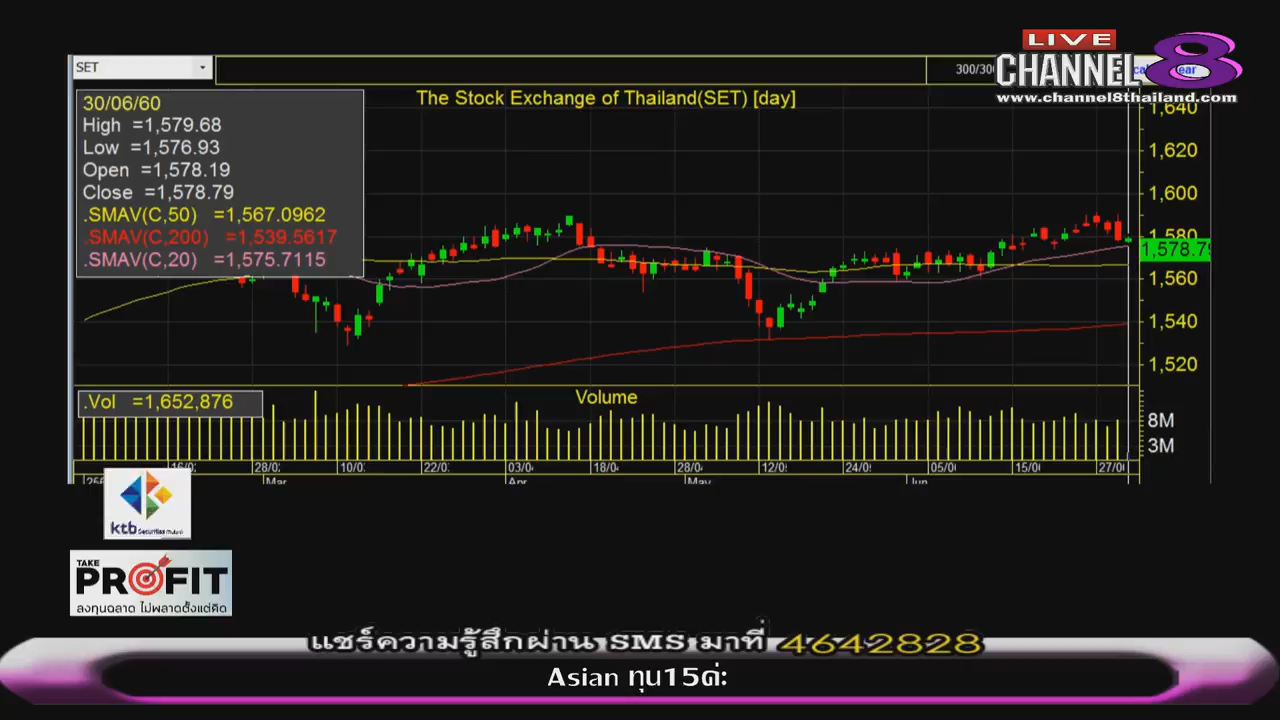 LIVE
CHANNEL 8
www.channel8thailand.com
SET
The Stock Exchange of Thailand(SET) [day]
30/06/60
High =1,579.68
Low =1,576.93
Open =1,578.19
Close =1,578.79
.SMAV(C,50) =1,567.0962
.SMAV(C,200) =1,539.5617
.SMAV(C,20) =1,575.7115
1,640
1,620
1,600
1,580
1,578.79
1,560
1,540
1,520
.Vol =1,652,876
Volume
8M
3M
28/0
10/0
22/0
03/0
18/0
28/0
12/0
24/0
05/0
15/0
27/0
Mar
Apr
May
Jun
ktb
Securities
TAKE
PROFIT
ลงทุนฉลาด ไม่พลาดตั้งแต่คิด
แชร์ความรู้สึกผ่าน SMS มาที่ 4642828
Asian ทุน15ค่ะ